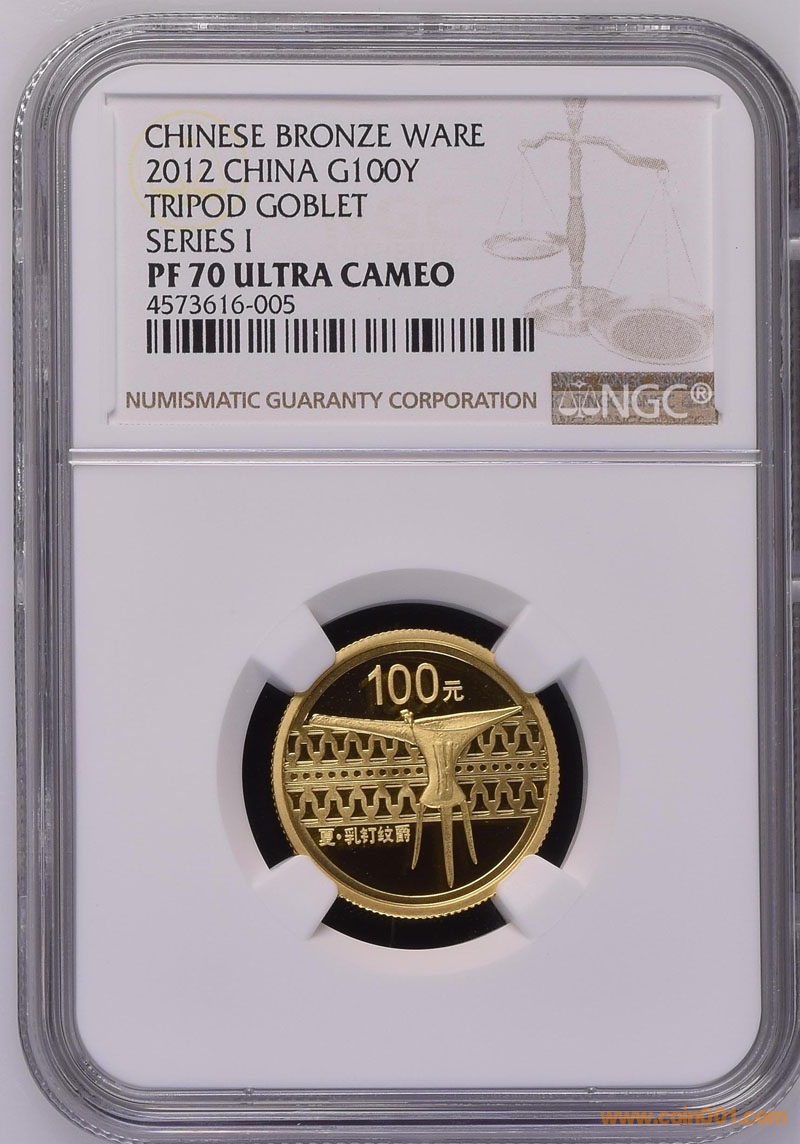 CHINESE BRONZE WARE
2012 CHINA G100Y
TRIPOD GOBLET
SERIES I
PF 70 ULTRA CAMEO
4573616-005
NUMISMATIC GUARANTY CORPORATION
NGC®
100元
夏·乳钉纹爵
www.coin001.com